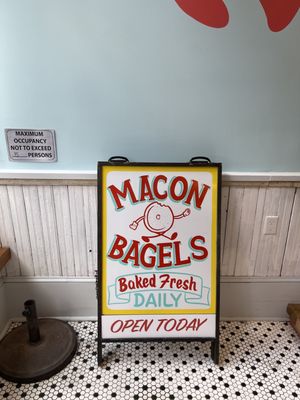 MAXIMUM
OCCUPANCY
NOT TO EXCEED
PERSONS
MACON
BAGELS
Baked Fresh
DAILY
OPEN TODAY